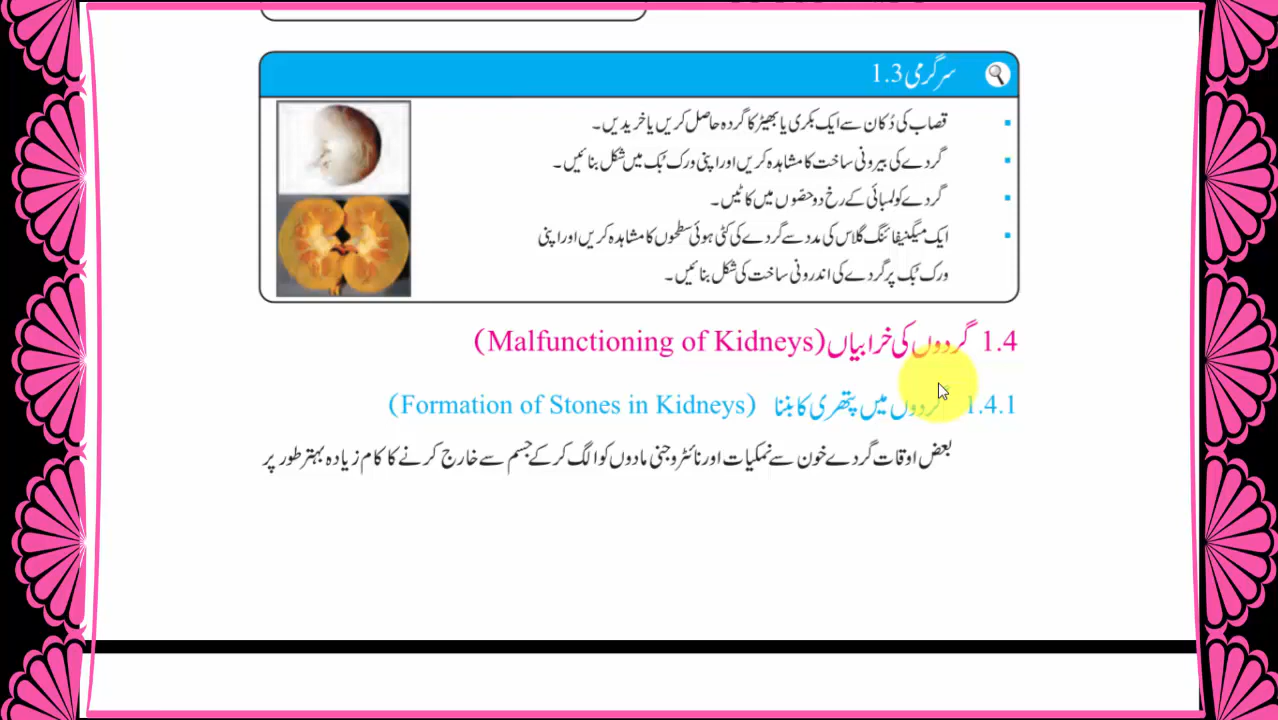 سرگرمی 1.3
قصاب کی دُکان سے ایک بکری یا بھیڑ کا گردہ حاصل کریں یا خریدیں۔
گردے کی بیرونی ساخت کا مشاہدہ کریں اور اپنی ورک بُک میں شکل بنائیں۔
گردے کو لمبائی کے رخ دو حصّوں میں کاٹیں۔
ایک میگنیفائنگ گلاس کی مدد سے گردے کی کٹی ہوئی سطحوں کا مشاہدہ کریں اور اپنی
ورک بُک پر گردے کی اندرونی ساخت کی شکل بنائیں۔
1.4 گردوں کی خرابیاں (Malfunctioning of Kidneys)
1.4.1 گردوں میں پتھری کا بننا (Formation of Stones in Kidneys)
بعض اوقات گردے خون سے نمکیات اور نائٹروجنی مادوں کو الگ کر کے جسم سے خارج کرنے کا کام زیادہ بہتر طور پر